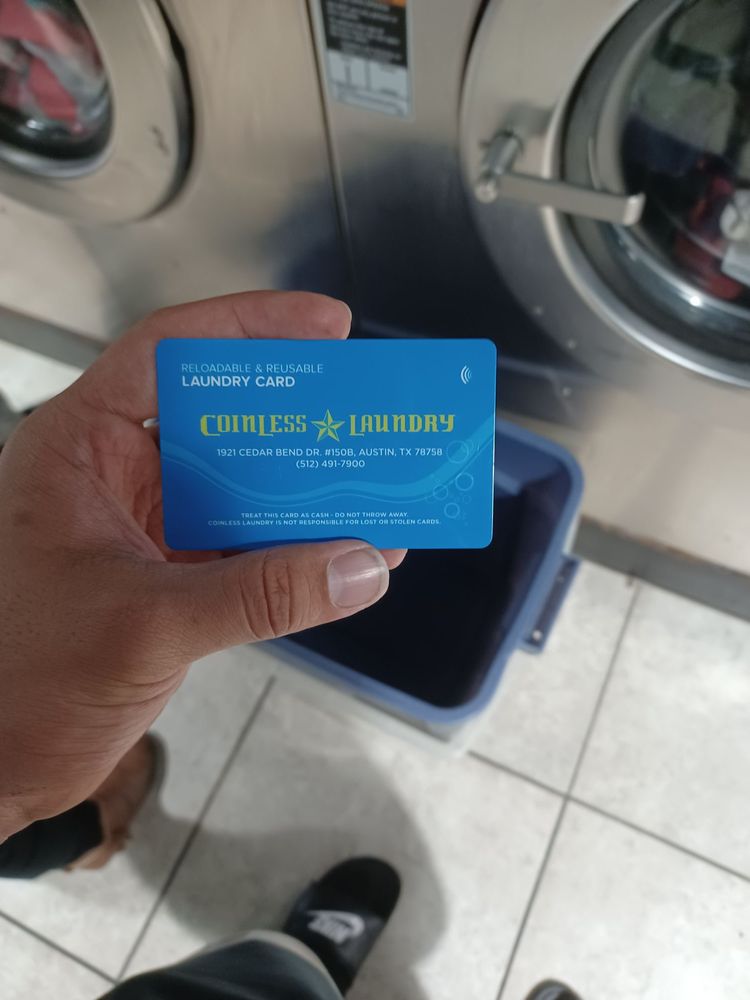 RELOADABLE & REUSABLE
LAUNDRY CARD
COINLESS LAUNDRY
1921 CEDAR BEND DR. #150B, AUSTIN, TX 78758
(512) 491-7900
TREAT THIS CARD AS CASH - DO NOT THROW AWAY.
COINLESS LAUNDRY IS NOT RESPONSIBLE FOR LOST OR STOLEN CARDS.
NIKE